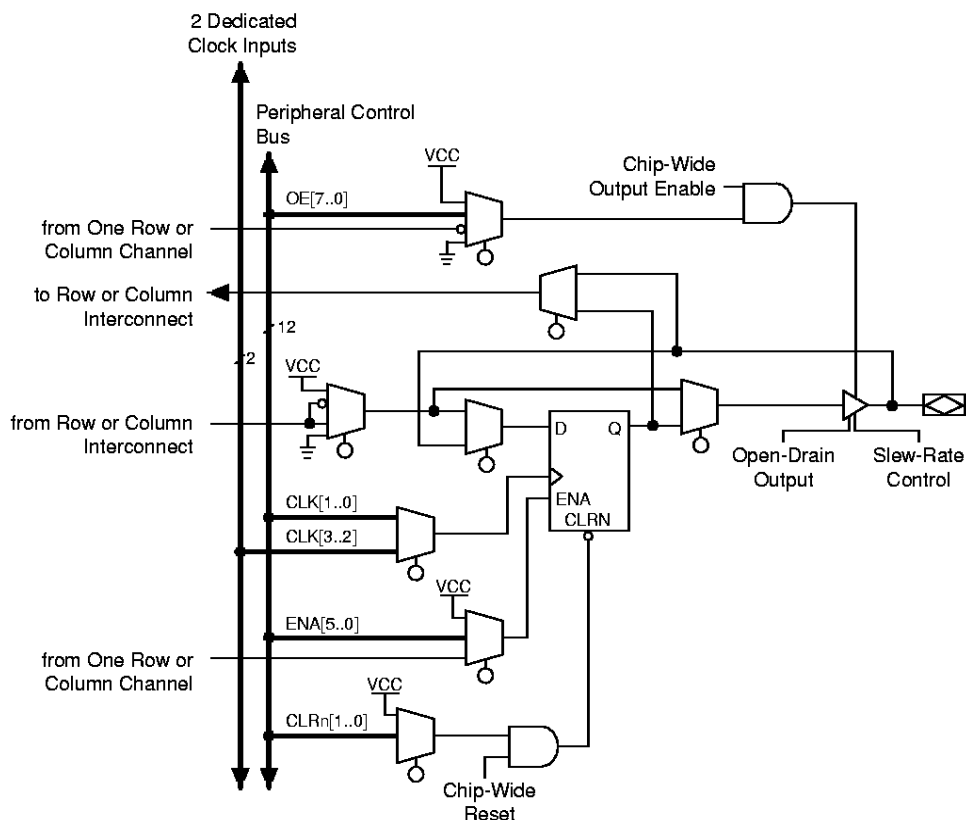 2 Dedicated
Clock Inputs
Peripheral Control
Bus
VCC
Chip-Wide
Output Enable
OE[7..0]
from One Row or
Column Channel
to Row or Column
Interconnect
12
2
VCC
from Row or Column
Interconnect
D
Q
ENA
CLRN
Open-Drain
Output
Slew-Rate
Control
CLK[1..0]
CLK[3..2]
VCC
ENA[5..0]
from One Row or
Column Channel
VCC
CLRn[1..0]
Chip-Wide
Reset